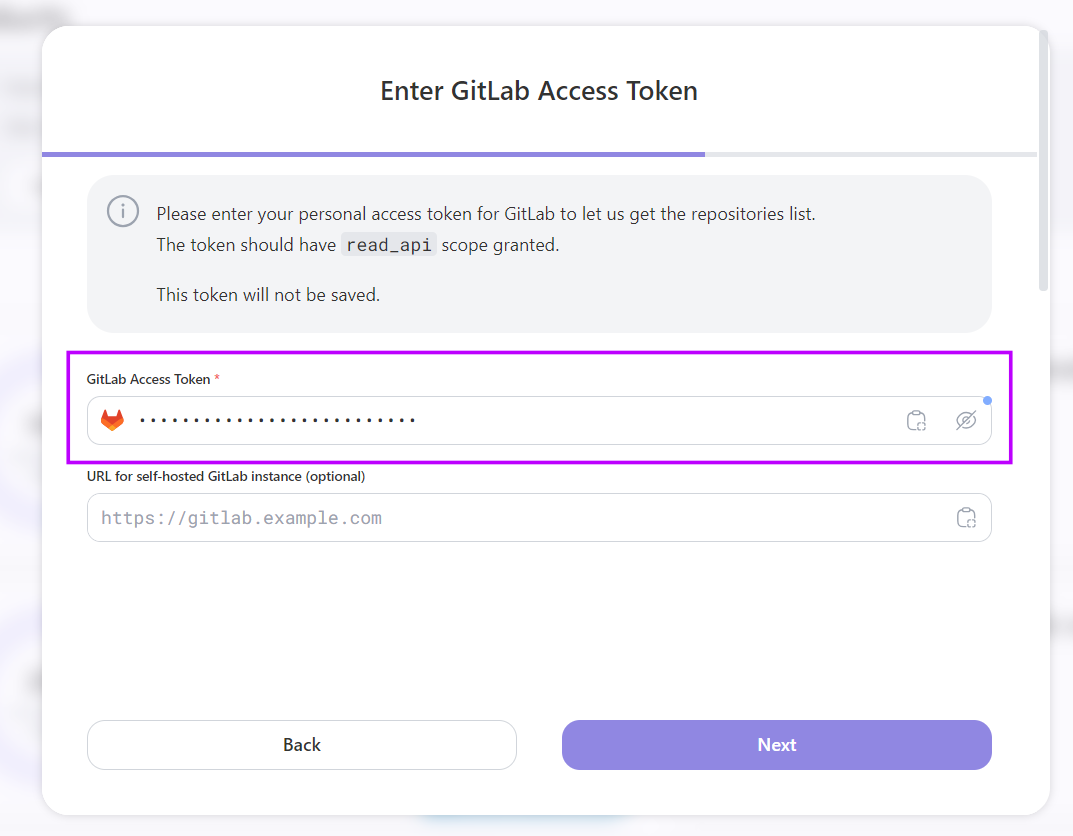 Enter GitLab Access Token
Please enter your personal access token for GitLab to let us get the repositories list.
The token should have read_api scope granted.
This token will not be saved.
GitLab Access Token *
••••••••••••••••••••••••••
URL for self-hosted GitLab instance (optional)
https://gitlab.example.com
Back
Next